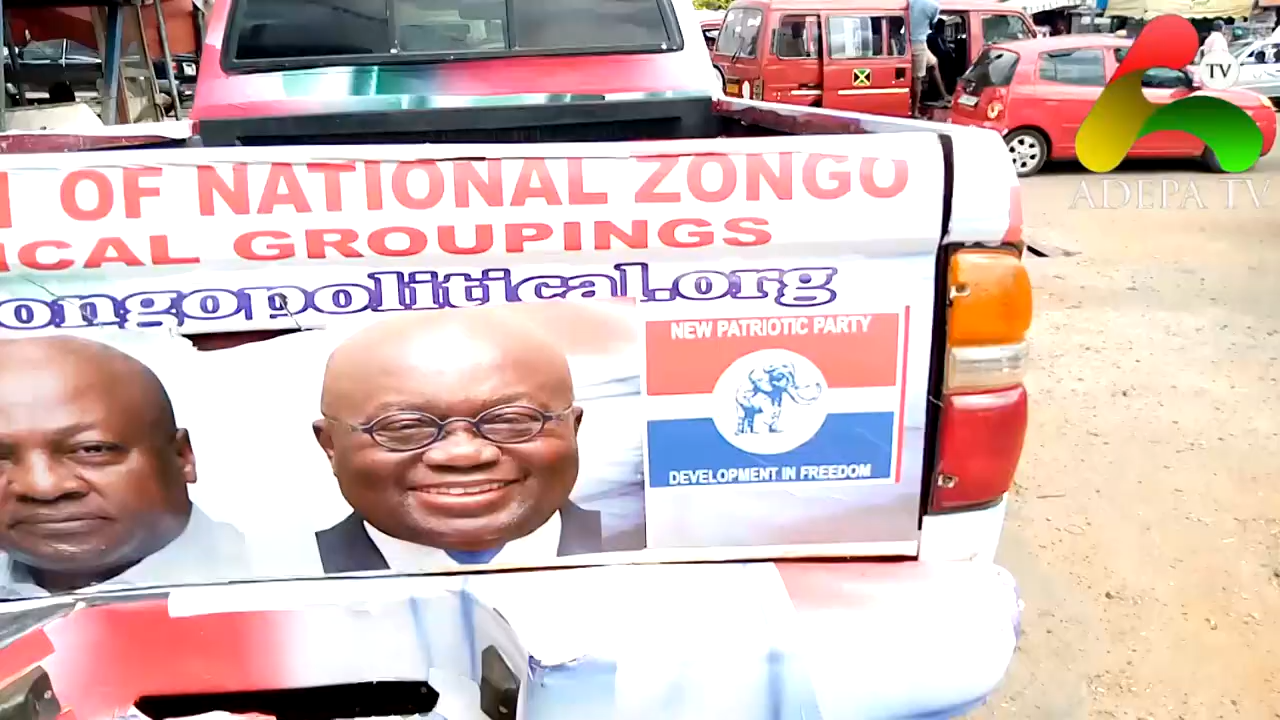 OF NATIONAL ZONGO
ICAL GROUPINGS
ongopolitical.org
NEW PATRIOTIC PARTY
DEVELOPMENT IN FREEDOM
TV
ADEPA TV